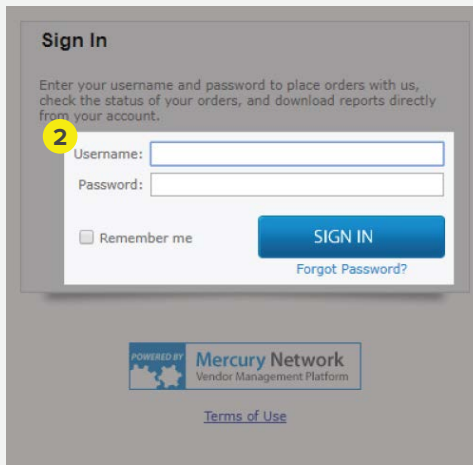 Sign In
Enter your username and password to place orders with us,
check the status of your orders, and download reports directly
from your account.
2
Username:
Password:
Remember me
SIGN IN
Forgot Password?
POWERED BY
Mercury Network
Vendor Management Platform
Terms of Use